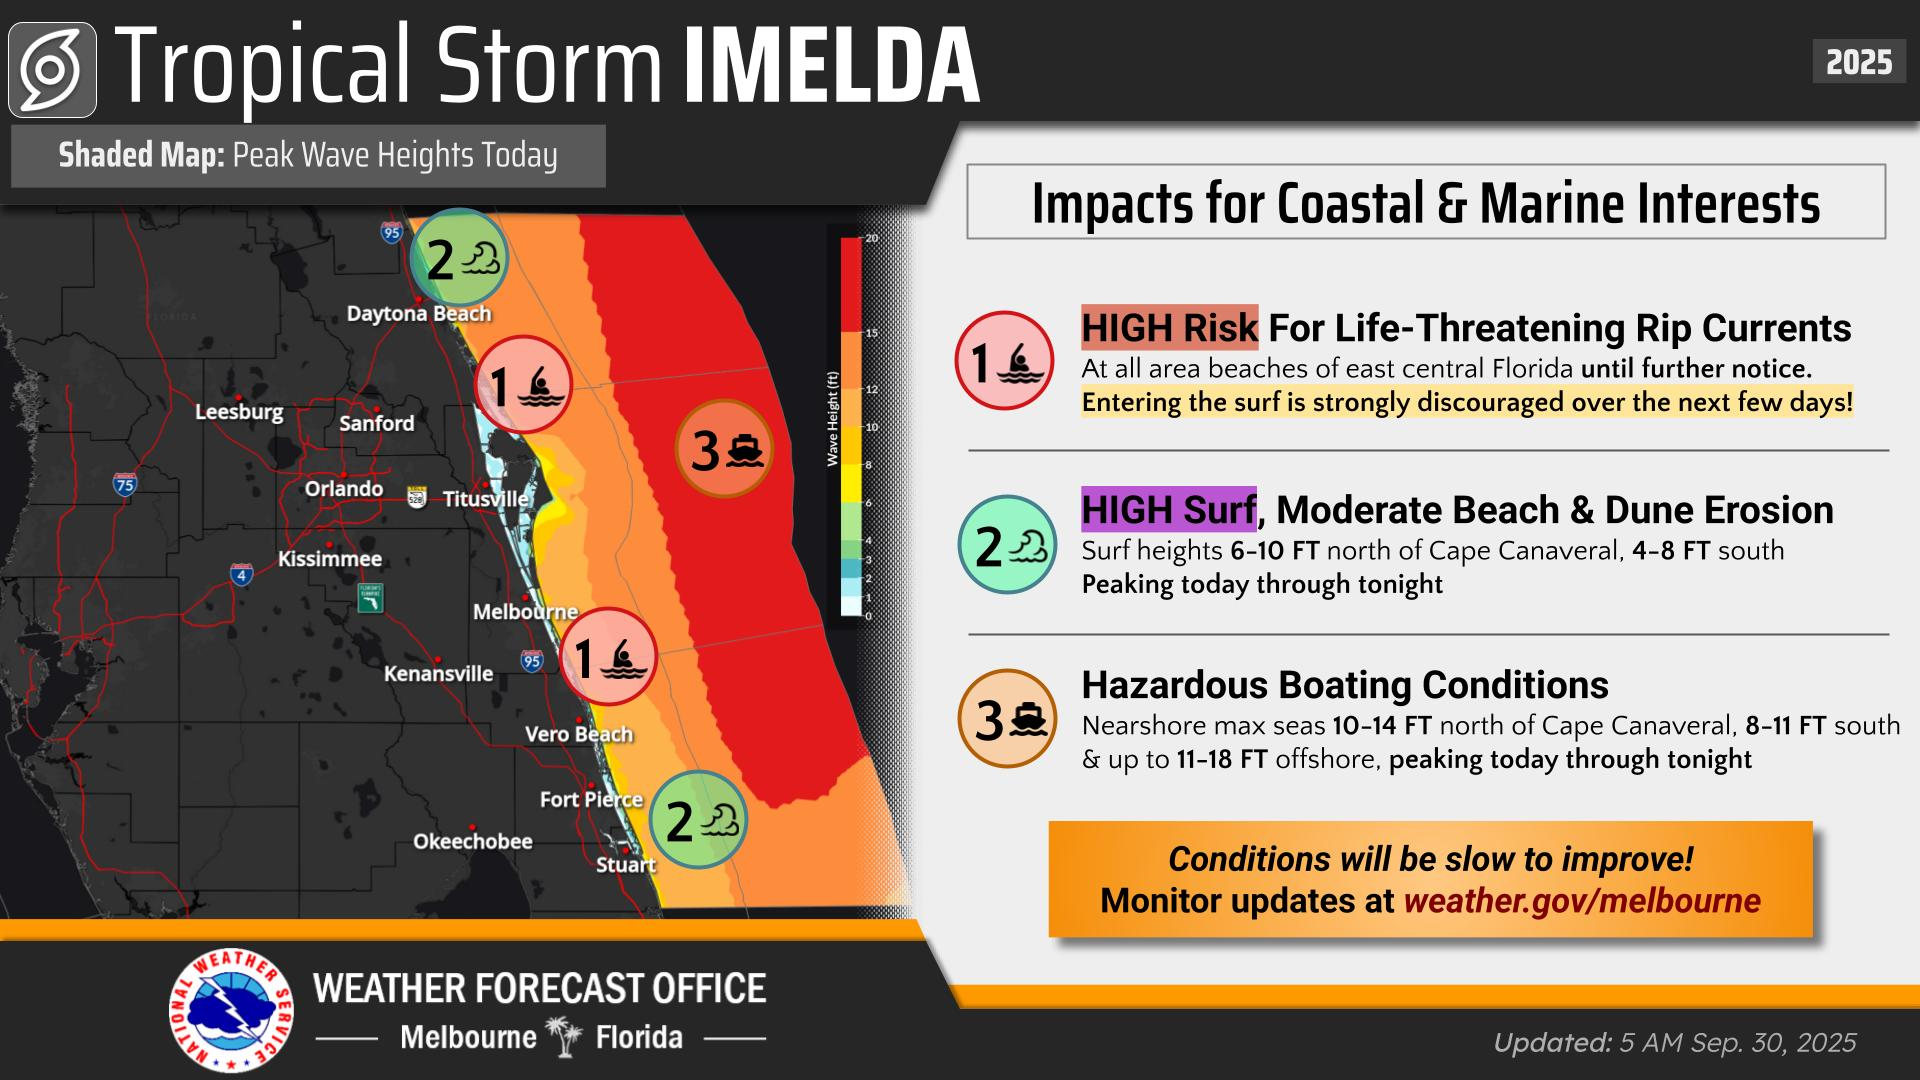 Tropical Storm IMELDA
2025
Shaded Map: Peak Wave Heights Today
95
2
Daytona Beach
FLORIDA
1
Leesburg
Sanford
3
75
Orlando
528
Titusville
Kissimmee
4
Melbourne
1
95
Kenansville
Vero Beach
Fort Pierce
2
Okeechobee
Stuart
Wave Height (ft)
20
15
12
10
8
6
4
3
2
1
0
Impacts for Coastal & Marine Interests
1
HIGH Risk For Life-Threatening Rip Currents
At all area beaches of east central Florida until further notice.
Entering the surf is strongly discouraged over the next few days!
2
HIGH Surf, Moderate Beach & Dune Erosion
Surf heights 6-10 FT north of Cape Canaveral, 4-8 FT south
Peaking today through tonight
3
Hazardous Boating Conditions
Nearshore max seas 10-14 FT north of Cape Canaveral, 8-11 FT south
& up to 11-18 FT offshore, peaking today through tonight
Conditions will be slow to improve!
Monitor updates at weather.gov/melbourne
NATIONAL WEATHER SERVICE
WEATHER FORECAST OFFICE
Melbourne Florida
Updated: 5 AM Sep. 30, 2025